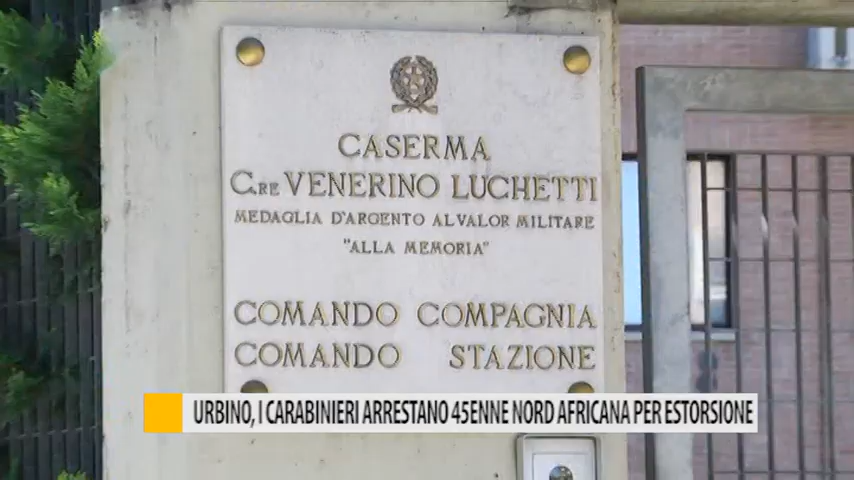 CASERMA
C.RE VENERINO LUCHETTI
MEDAGLIA D'ARGENTO AL VALOR MILITARE
"ALLA MEMORIA"
COMANDO COMPAGNIA
COMANDO STAZIONE
URBINO, I CARABINIERI ARRESTANO 45ENNE NORD AFRICANA PER ESTORSIONE